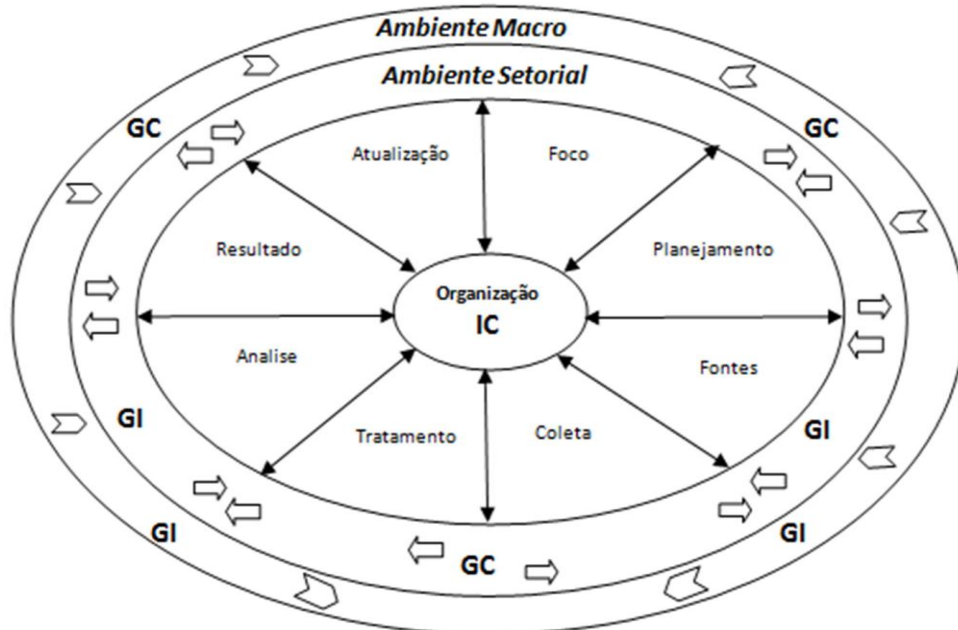 Ambiente Macro
Ambiente Setorial
GC
GC
Atualização
Foco
Resultado
Planejamento
Organização
IC
Analise
Fontes
Tratamento
Coleta
GI
GI
GI
GC
GI